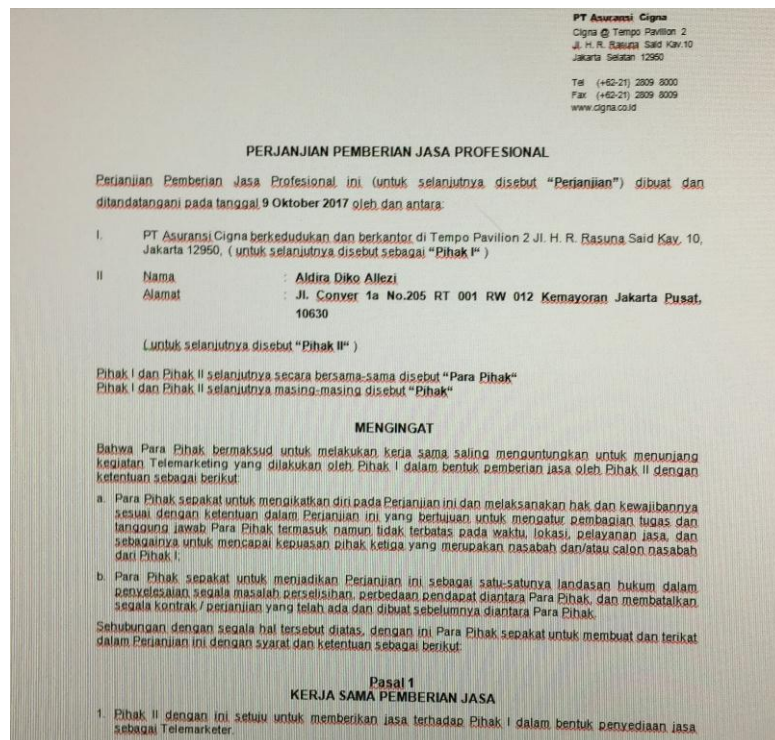 PT Asuransi Cigna
Cigna @ Tempo Pavilion 2
Jl. H. R. Rasuna Said Kav.10
Jakarta Selatan 12950
Tel (+62-21) 2809 8000
Fax (+62-21) 2809 8009
www.cigna.co.id
PERJANJIAN PEMBERIAN JASA PROFESIONAL
Perjanjian Pemberian Jasa Profesional ini (untuk selanjutnya disebut “Perjanjian”) dibuat dan
ditandatangani pada tanggal 9 Oktober 2017 oleh dan antara:
I. PT Asuransi Cigna berkedudukan dan berkantor di Tempo Pavilion 2 Jl. H. R. Rasuna Said Kav. 10,
Jakarta 12950, ( untuk selanjutnya disebut sebagai “Pihak I“ )
II Nama : Aldira Diko Allezi
Alamat : Jl. Conver 1a No.205 RT 001 RW 012 Kemayoran Jakarta Pusat,
10630
( untuk selanjutnya disebut “Pihak II“ )
Pihak I dan Pihak II selanjutnya secara bersama-sama disebut “Para Pihak“
Pihak I dan Pihak II selanjutnya masing-masing disebut “Pihak“
MENGINGAT
Bahwa Para Pihak bermaksud untuk melakukan kerja sama saling menguntungkan untuk menunjang
kegiatan Telemarketing yang dilakukan oleh Pihak I dalam bentuk pemberian jasa oleh Pihak II dengan
ketentuan sebagai berikut:
a. Para Pihak sepakat untuk mengikatkan diri pada Perjanjian ini dan melaksanakan hak dan kewajibannya
sesuai dengan ketentuan dalam Perjanjian ini yang bertujuan untuk mengatur pembagian tugas dan
tanggung jawab Para Pihak termasuk namun tidak terbatas pada waktu, lokasi, pelayanan jasa, dan
sebagainya untuk mencapai kepuasan pihak ketiga yang merupakan nasabah dan/atau calon nasabah
dari Pihak I;
b. Para Pihak sepakat untuk menjadikan Perjanjian ini sebagai satu-satunya landasan hukum dalam
penyelesaian segala masalah perselisihan, perbedaan pendapat diantara Para Pihak, dan membatalkan
segala kontrak / perjanjian yang telah ada dan dibuat sebelumnya diantara Para Pihak.
Sehubungan dengan segala hal tersebut diatas, dengan ini Para Pihak sepakat untuk membuat dan terikat
dalam Perjanjian ini dengan syarat dan ketentuan sebagai berikut:
Pasal 1
KERJA SAMA PEMBERIAN JASA
1. Pihak II dengan ini setuju untuk memberikan jasa terhadap Pihak I dalam bentuk penyediaan jasa
sebagai Telemarketer.